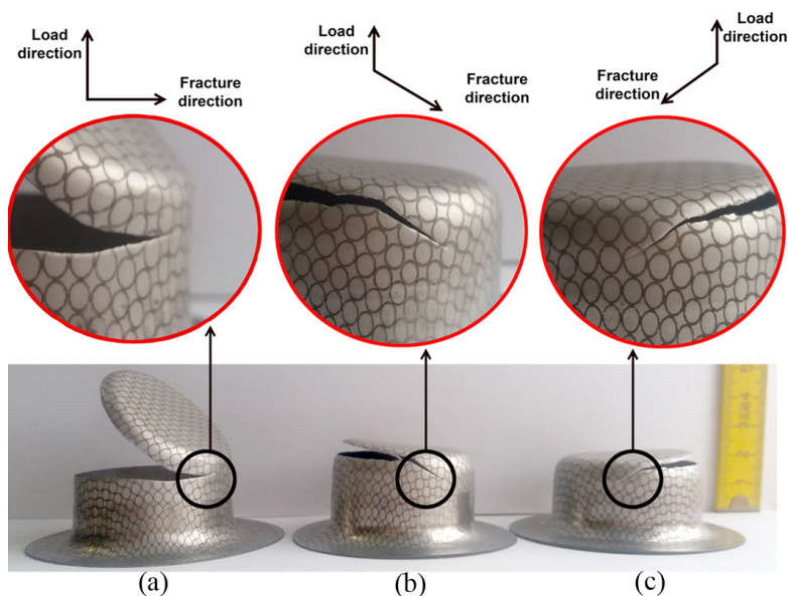 Load
direction
Fracture
direction
Load
direction
Fracture
direction
Load
direction
Fracture
direction
(a)
(b)
(c)